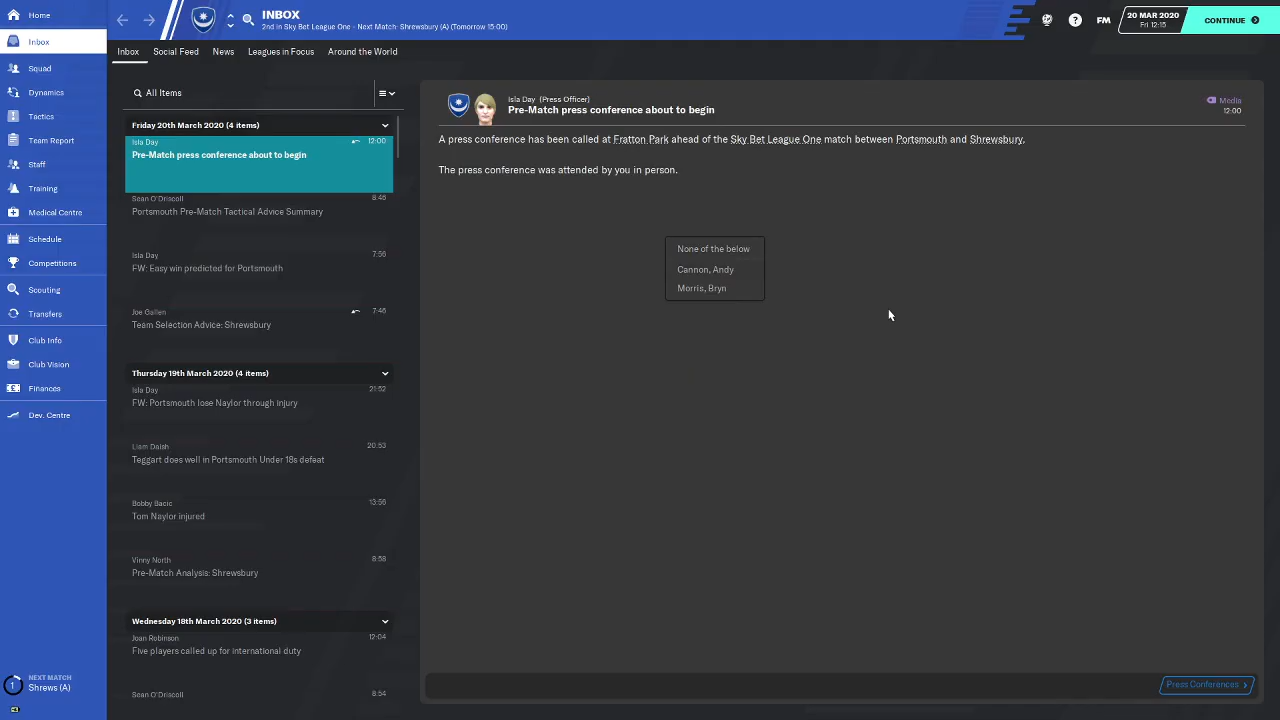 Home
INBOX
2nd in Sky Bet League One - Next Match: Shrewsbury (A) (Tomorrow 15:00)
?
FM
20 MAR 2020
Fri 12:15
CONTINUE
Inbox
Squad
Dynamics
Tactics
Team Report
Staff
Training
Medical Centre
Schedule
Competitions
Scouting
Transfers
Club Info
Club Vision
Finances
Dev. Centre
1
NEXT MATCH
Shrews (A)
Inbox
Social Feed
News
Leagues in Focus
Around the World
All Items
Friday 20th March 2020 (4 items)
Isla Day
12:00
Pre-Match press conference about to begin
Sean O'Driscoll
8:46
Portsmouth Pre-Match Tactical Advice Summary
Isla Day
7:56
FW: Easy win predicted for Portsmouth
Joe Gallen
7:46
Team Selection Advice: Shrewsbury
Thursday 19th March 2020 (4 items)
Isla Day
21:52
FW: Portsmouth lose Naylor through injury
Liam Daish
20:53
Teggart does well in Portsmouth Under 18s defeat
Bobby Bacic
13:56
Tom Naylor injured
Vinny North
8:58
Pre-Match Analysis: Shrewsbury
Wednesday 18th March 2020 (3 items)
Joan Robinson
12:04
Five players called up for international duty
Sean O'Driscoll
8:54
Isla Day (Press Officer)
Pre-Match press conference about to begin
Media
12:00
A press conference has been called at Fratton Park ahead of the Sky Bet League One match between Portsmouth and Shrewsbury.
The press conference was attended by you in person.
None of the below
Cannon, Andy
Morris, Bryn
Press Conferences